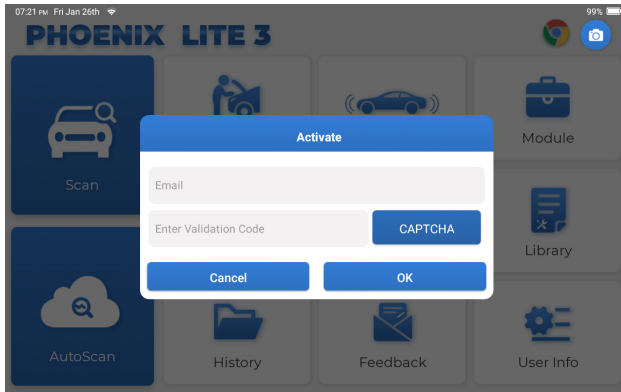 07:21 PM Fri Jan 26th
99%
PHOENIX LITE 3
Activate
Module
Scan
Email
Enter Validation Code
CAPTCHA
Library
Cancel
OK
AutoScan
History
Feedback
User Info